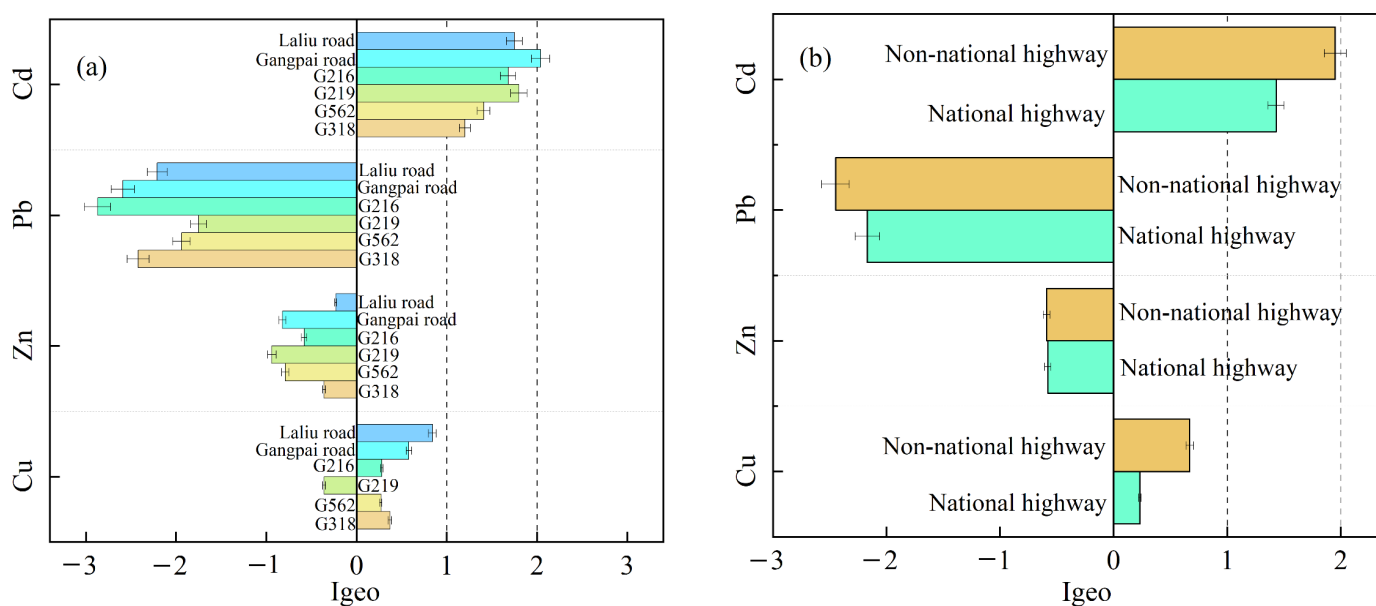 (a)
Cd
Laliu road
Gangpai road
G216
G219
G562
G318
Pb
Laliu road
Gangpai road
G216
G219
G562
G318
Zn
Laliu road
Gangpai road
G216
G219
G562
G318
Cu
Laliu road
Gangpai road
G216
G219
G562
G318
−3 −2 −1 0 1 2 3
Igeo
(b)
Cd
Non-national highway
National highway
Pb
Non-national highway
National highway
Zn
Non-national highway
National highway
Cu
Non-national highway
National highway
−3 −2 −1 0 1 2
Igeo